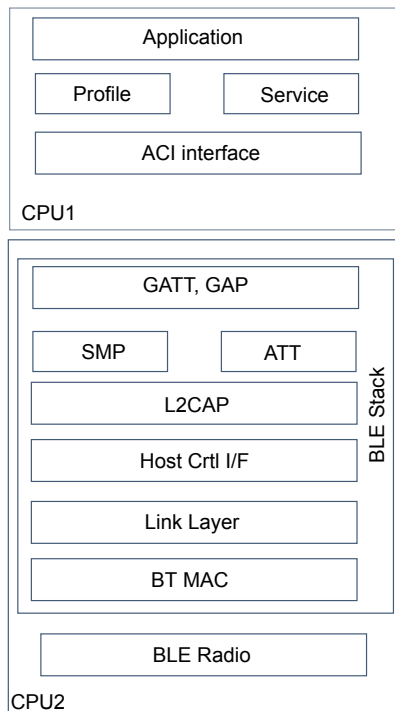 Application
Profile
Service
ACI interface
CPU1
GATT, GAP
SMP
ATT
BLE Stack
L2CAP
Host Crtl I/F
Link Layer
BT MAC
BLE Radio
CPU2